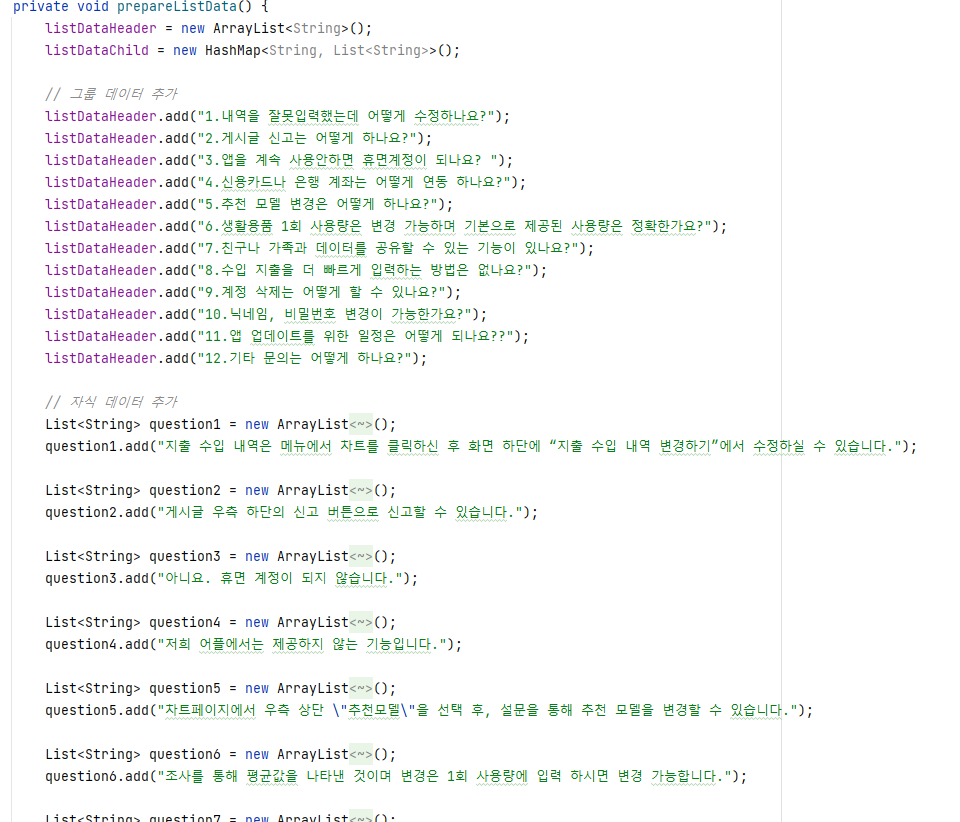 private void prepareListData() {
listDataHeader = new ArrayList<String>();
listDataChild = new HashMap<String, List<String>>();
// 그룹 데이터 추가
listDataHeader.add("1.내역을 잘못입력했는데 어떻게 수정하나요?");
listDataHeader.add("2.게시글 신고는 어떻게 하나요?");
listDataHeader.add("3.앱을 계속 사용안하면 휴면계정이 되나요? ");
listDataHeader.add("4.신용카드나 은행 계좌는 어떻게 연동 하나요?");
listDataHeader.add("5.추천 모델 변경은 어떻게 하나요?");
listDataHeader.add("6.생활용품 1회 사용량은 변경 가능하며 기본으로 제공된 사용량은 정확한가요?");
listDataHeader.add("7.친구나 가족과 데이터를 공유할 수 있는 기능이 있나요?");
listDataHeader.add("8.수입 지출을 더 빠르게 입력하는 방법은 없나요?");
listDataHeader.add("9.계정 삭제는 어떻게 할 수 있나요?");
listDataHeader.add("10.닉네임, 비밀번호 변경이 가능한가요?");
listDataHeader.add("11.앱 업데이트를 위한 일정은 어떻게 되나요??");
listDataHeader.add("12.기타 문의는 어떻게 하나요?");
// 자식 데이터 추가
List<String> question1 = new ArrayList<~>();
question1.add("지출 수입 내역은 메뉴에서 차트를 클릭하신 후 화면 하단에 “지출 수입 내역 변경하기”에서 수정하실 수 있습니다.");
List<String> question2 = new ArrayList<~>();
question2.add("게시글 우측 하단의 신고 버튼으로 신고할 수 있습니다.");
List<String> question3 = new ArrayList<~>();
question3.add("아니요. 휴면 계정이 되지 않습니다.");
List<String> question4 = new ArrayList<~>();
question4.add("저희 어플에서는 제공하지 않는 기능입니다.");
List<String> question5 = new ArrayList<~>();
question5.add("차트페이지에서 우측 상단 \"추천모델\"을 선택 후, 설문을 통해 추천 모델을 변경할 수 있습니다.");
List<String> question6 = new ArrayList<~>();
question6.add("조사를 통해 평균값을 나타낸 것이며 변경은 1회 사용량에 입력 하시면 변경 가능합니다.");
List<String> question7 = new ArrayList<~>();